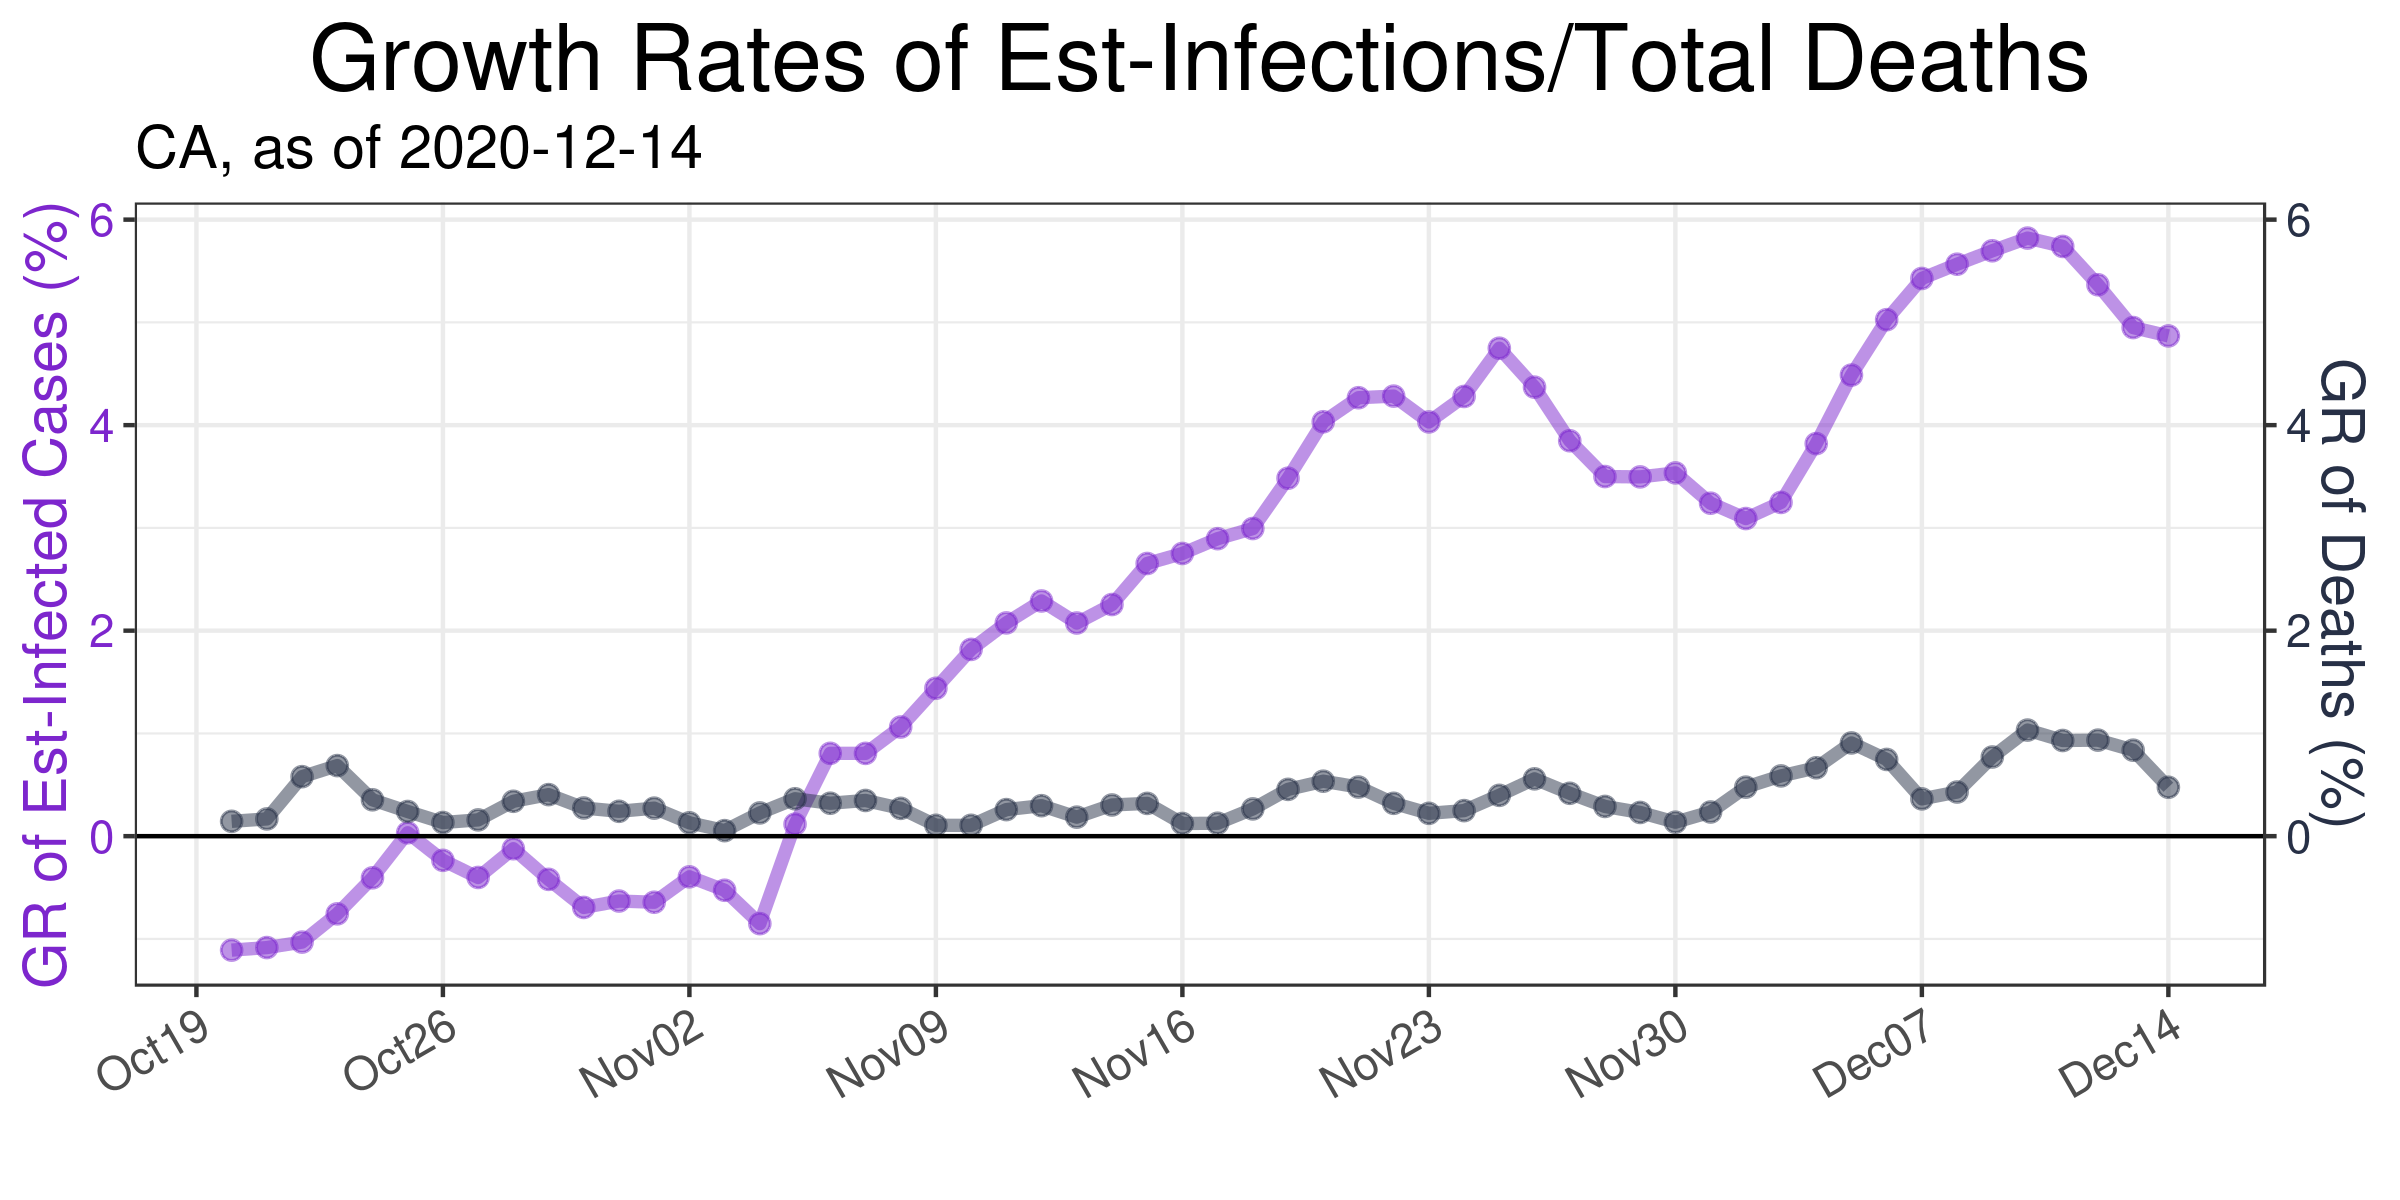 Growth Rates of Est-Infections/Total Deaths
CA, as of 2020-12-14
GR of Est-Infected Cases (%)
6
4
2
0
6
4
2
0
GR of Deaths (%)
Oct19
Oct26
Nov02
Nov09
Nov16
Nov23
Nov30
Dec07
Dec14